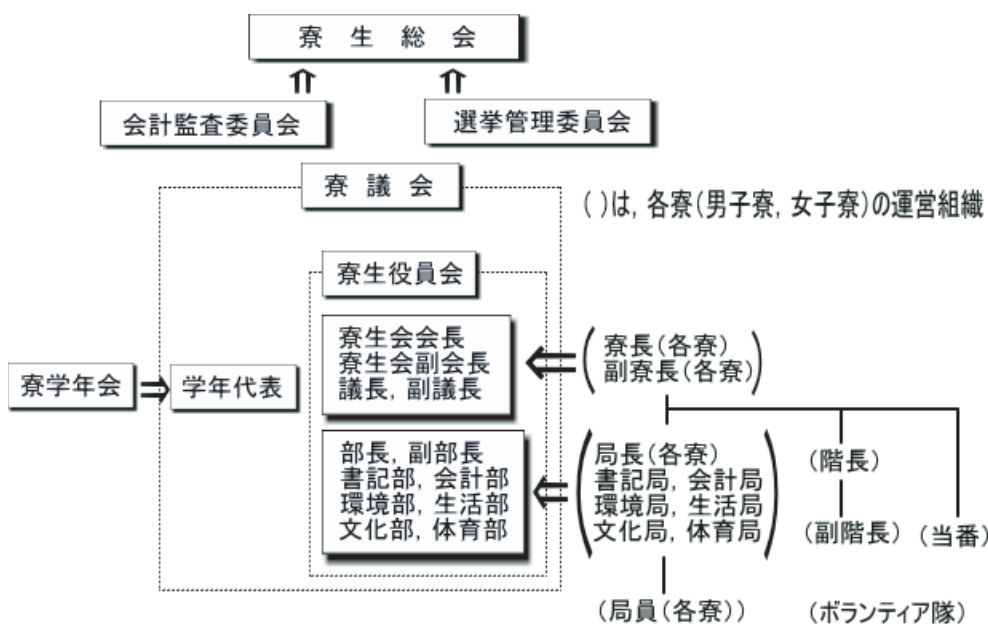 寮生総会
会計監査委員会
選挙管理委員会
寮議会
( )は, 各寮(男子寮, 女子寮)の運営組織
寮生役員会
寮生会会長
寮生会副会長
議長, 副議長
(寮長(各寮)
副寮長(各寮))
寮学年会
学年代表
部長, 副部長
書記部, 会計部
環境部, 生活部
文化部, 体育部
(局長(各寮)
書記局, 会計局
環境局, 生活局
文化局, 体育局)
(階長)
(副階長)
(当番)
(局員(各寮))
(ボランティア隊)